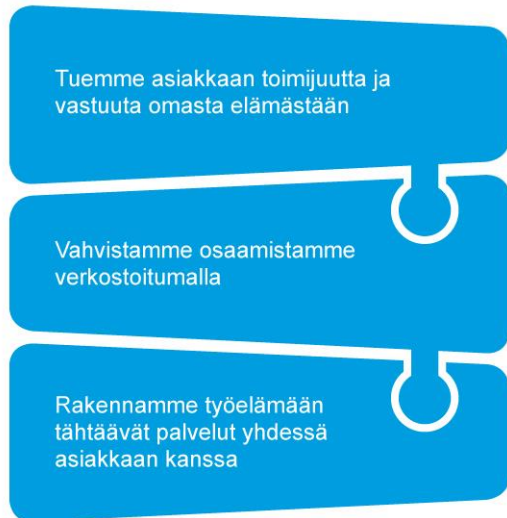 Tuemme asiakkaan toimijuutta ja
vastuuta omasta elämästään
Vahvistamme osaamistamme
verkostoitumalla
Rakennamme työelämään
tähtäävät palvelut yhdessä
asiakkaan kanssa